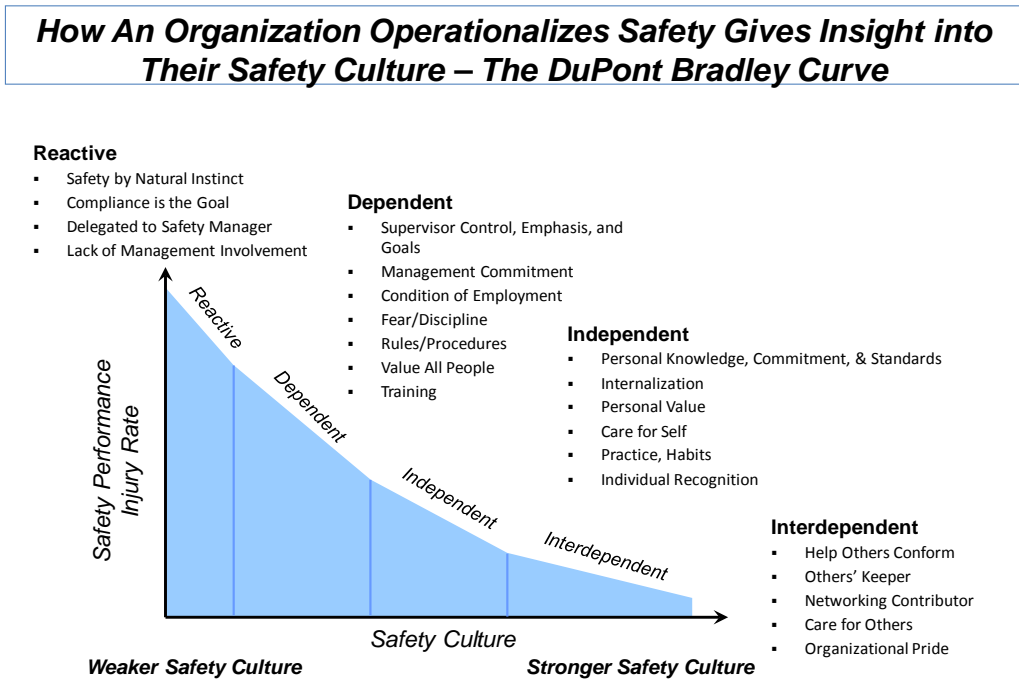 How An Organization Operationalizes Safety Gives Insight into
Their Safety Culture – The DuPont Bradley Curve
Reactive
▪ Safety by Natural Instinct
▪ Compliance is the Goal
▪ Delegated to Safety Manager
▪ Lack of Management Involvement
Dependent
▪ Supervisor Control, Emphasis, and
Goals
▪ Management Commitment
▪ Condition of Employment
▪ Fear/Discipline
▪ Rules/Procedures
▪ Value All People
▪ Training
Independent
▪ Personal Knowledge, Commitment, & Standards
▪ Internalization
▪ Personal Value
▪ Care for Self
▪ Practice, Habits
▪ Individual Recognition
Interdependent
▪ Help Others Conform
▪ Others’ Keeper
▪ Networking Contributor
▪ Care for Others
▪ Organizational Pride
Safety Performance
Injury Rate
Reactive
Dependent
Independent
Interdependent
Safety Culture
Weaker Safety Culture
Stronger Safety Culture